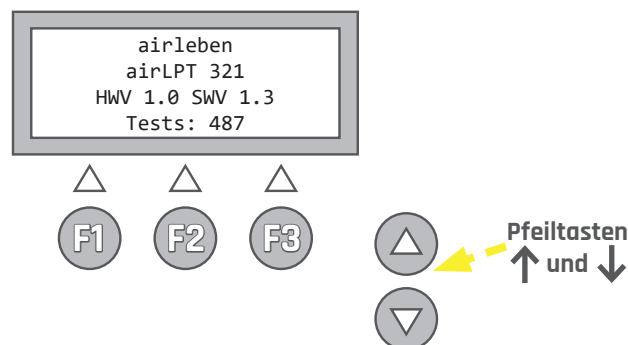 airleben
airLPT 321
HWV 1.0 SWV 1.3
Tests: 487
F1 F2 F3
Pfeiltasten
↑ und ↓